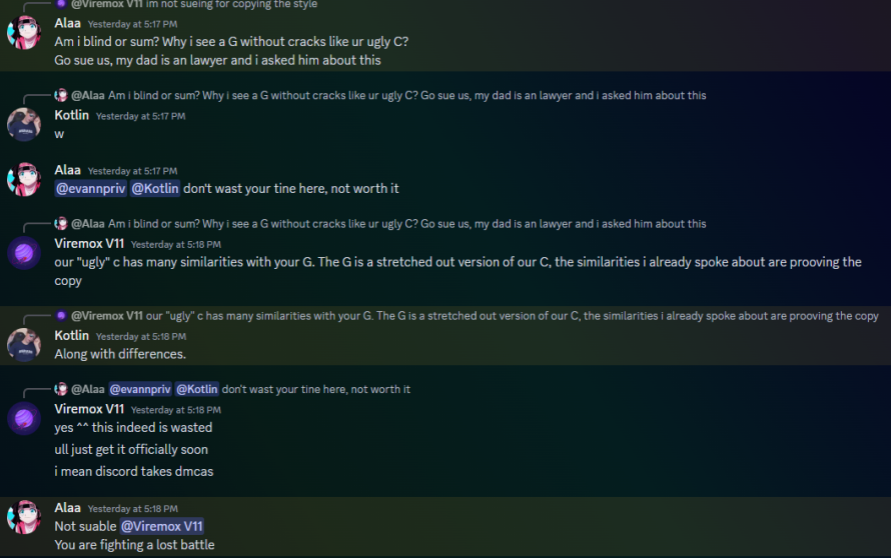 @Viremox V11 im not sueing for copying the style
Alaa Yesterday at 5:17 PM
Am i blind or sum? Why i see a G without cracks like ur ugly C?
Go sue us, my dad is an lawyer and i asked him about this
@Alaa Am i blind or sum? Why i see a G without cracks like ur ugly C? Go sue us, my dad is an lawyer and i asked him about this
Kotlin Yesterday at 5:17 PM
w
Alaa Yesterday at 5:17 PM
@evannpriv @Kotlin don't wast your tine here, not worth it
@Alaa Am i blind or sum? Why i see a G without cracks like ur ugly C? Go sue us, my dad is an lawyer and i asked him about this
Viremox V11 Yesterday at 5:18 PM
our "ugly" c has many similarities with your G. The G is a stretched out version of our C, the similarities i already spoke about are prooving the
copy
@Viremox V11 our "ugly" c has many similarities with your G. The G is a stretched out version of our C, the similarities i already spoke about are prooving the copy
Kotlin Yesterday at 5:18 PM
Along with differences.
@Alaa @evannpriv @Kotlin don't wast your tine here, not worth it
Viremox V11 Yesterday at 5:18 PM
yes ^^ this indeed is wasted
ull just get it officially soon
i mean discord takes dmcas
Alaa Yesterday at 5:18 PM
Not suable @Viremox V11
You are fighting a lost battle